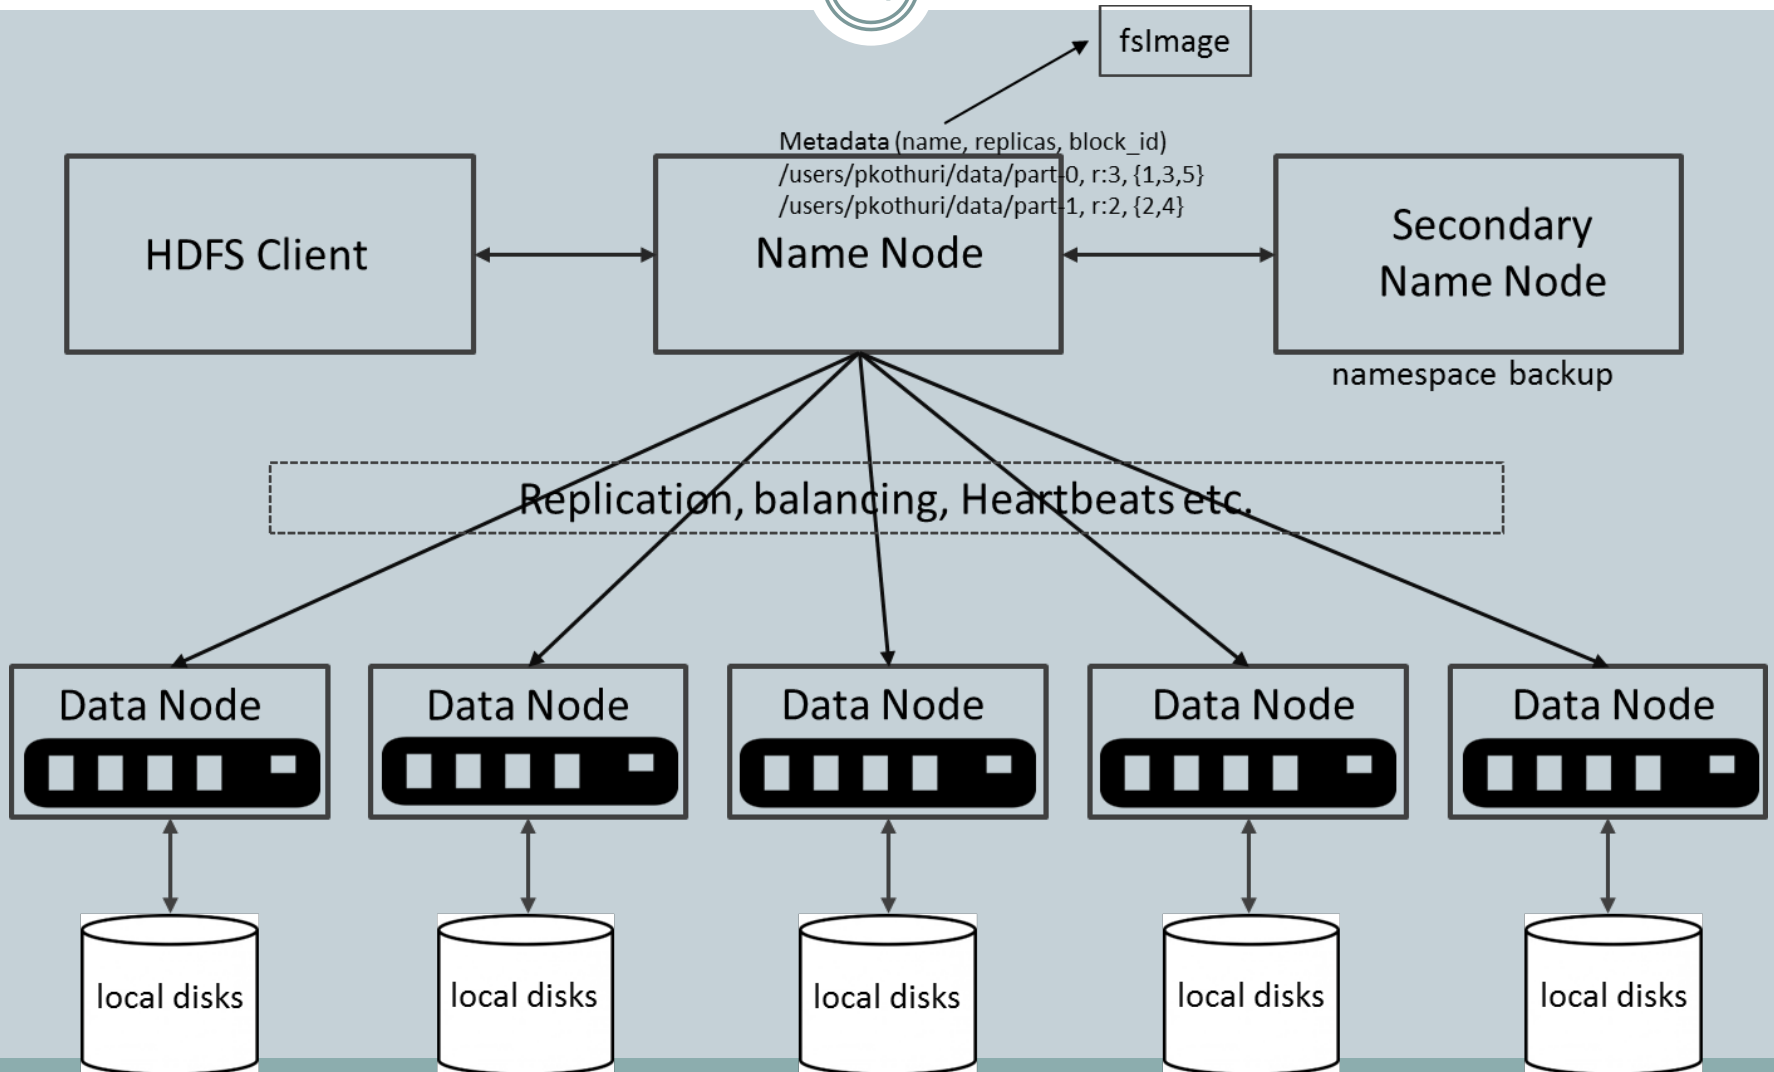 fsImage
Metadata (name, replicas, block_id)
/users/pkothuri/data/part-0, r:3, {1,3,5}
/users/pkothuri/data/part-1, r:2, {2,4}
HDFS Client
Name Node
Secondary
Name Node
namespace backup
Replication, balancing, Heartbeats etc.
Data Node
Data Node
Data Node
Data Node
Data Node
local disks
local disks
local disks
local disks
local disks